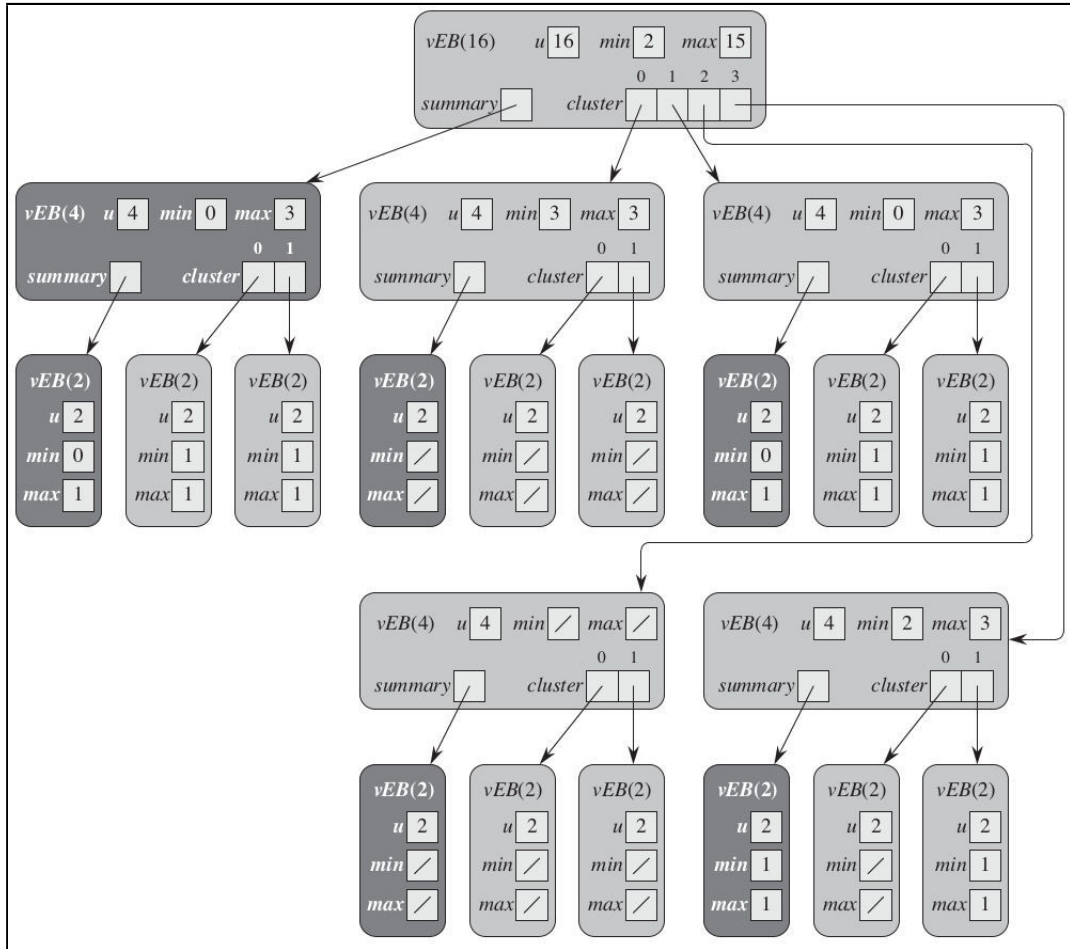 vEB(16) u 16 min 2 max 15
0 1 2 3
summary cluster
vEB(4) u 4 min 0 max 3 vEB(4) u 4 min 3 max 3 vEB(4) u 4 min 0 max 3
0 1 0 1 0 1
summary cluster summary cluster summary cluster
vEB(2) vEB(2) vEB(2) vEB(2) vEB(2) vEB(2) vEB(2) vEB(2) vEB(2)
u 2 u 2 u 2 u 2 u 2 u 2 u 2 u 2 u 2
min 0 min 1 min 1 min / min / min / min 0 min 1 min 1
max 1 max 1 max 1 max / max / max / max 1 max 1 max 1
vEB(4) u 4 min / max / vEB(4) u 4 min 2 max 3
0 1 0 1
summary cluster summary cluster
vEB(2) vEB(2) vEB(2) vEB(2) vEB(2) vEB(2)
u 2 u 2 u 2 u 2 u 2 u 2
min / min / min / min 1 min / min 1
max / max / max / max 1 max / max 1